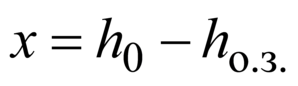 x = h₀ − hо.з.